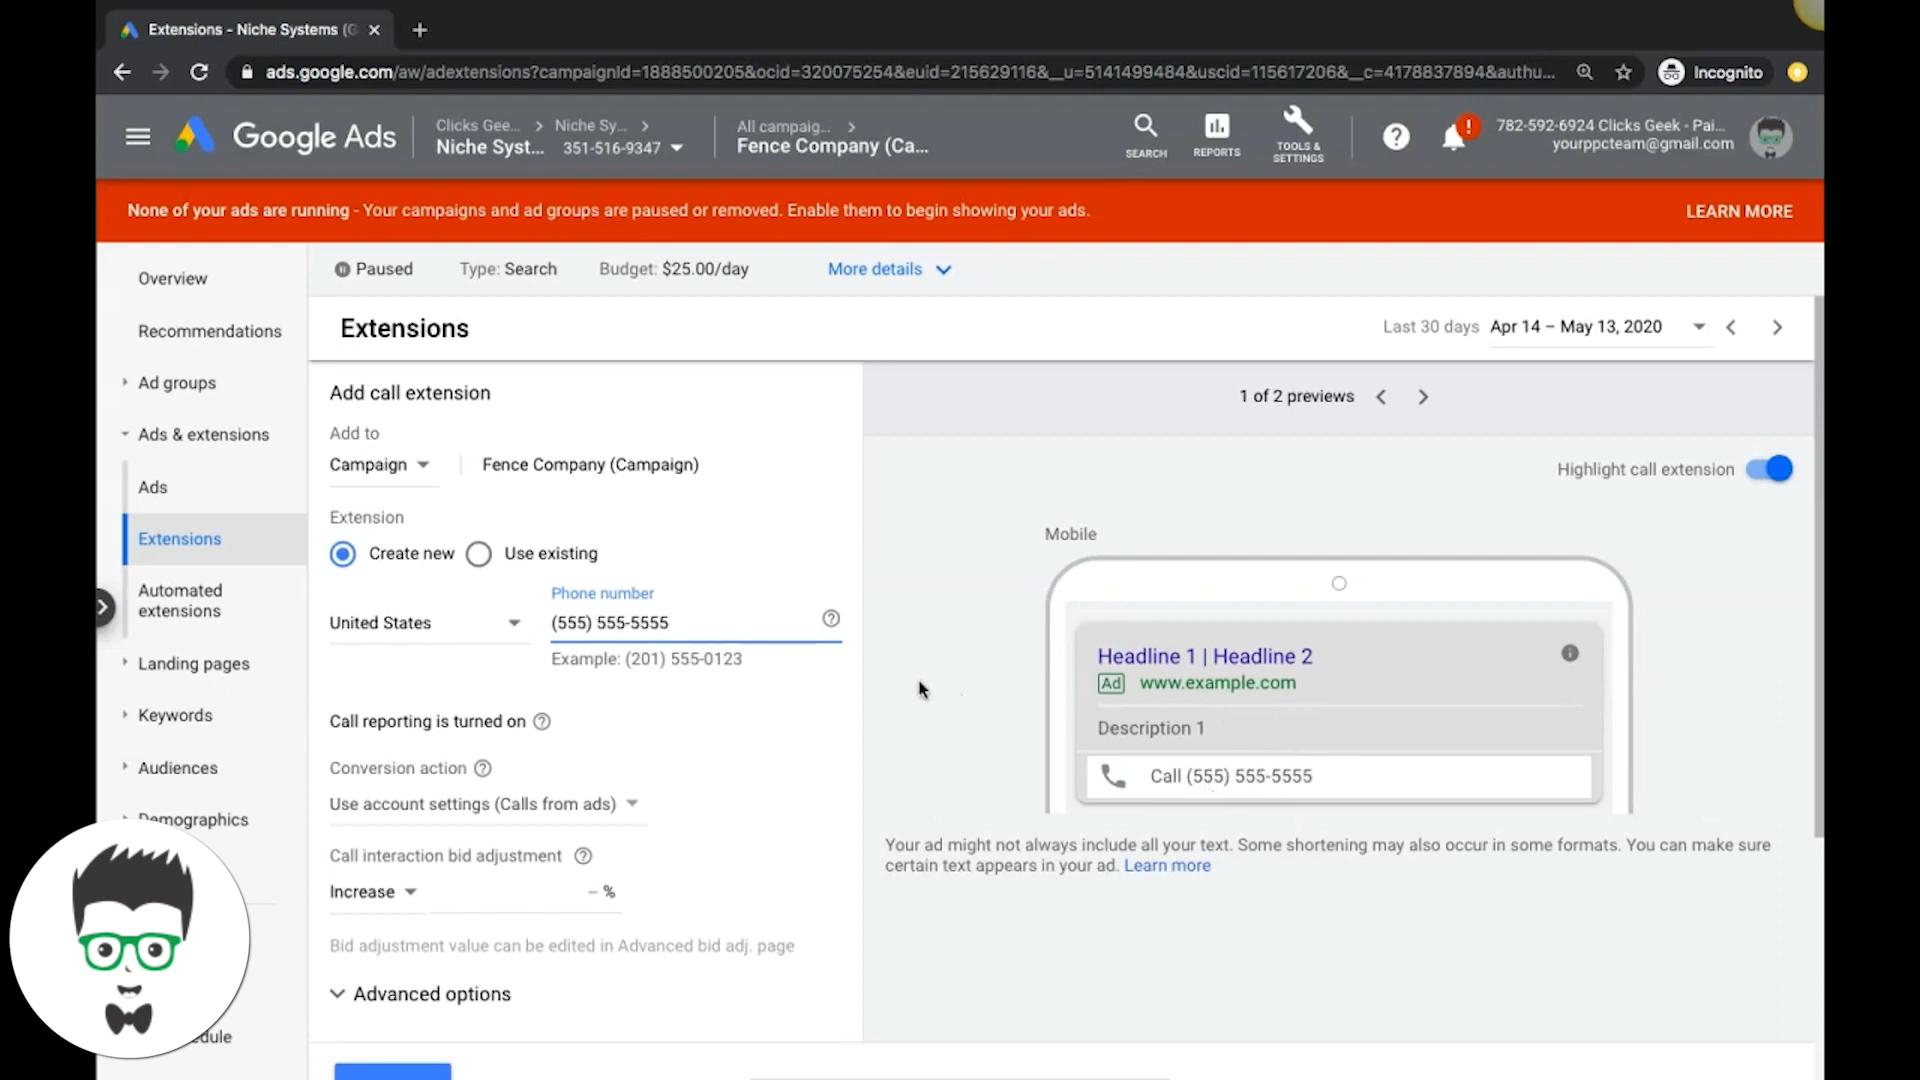 Extensions - Niche Systems (G
ads.google.com/aw/adextensions?campaignId=1888500205&ocid=320075254&euid=215629116&__u=5141499484&uscid=115617206&__c=4178837894&authu...
Incognito
Google Ads
Clicks Gee... > Niche Sy... >
Niche Syst... 351-516-9347
All campaig... >
Fence Company (Ca...
SEARCH
REPORTS
TOOLS &
SETTINGS
782-592-6924 Clicks Geek - Pai...
yourppcteam@gmail.com
None of your ads are running - Your campaigns and ad groups are paused or removed. Enable them to begin showing your ads.
LEARN MORE
Overview
Recommendations
Ad groups
Ads & extensions
Ads
Extensions
Automated
extensions
Landing pages
Keywords
Audiences
Demographics
edule
Paused
Type: Search
Budget: $25.00/day
More details
Extensions
Last 30 days Apr 14 – May 13, 2020
Add call extension
Add to
Campaign
Fence Company (Campaign)
Extension
Create new
Use existing
Phone number
United States
(555) 555-5555
Example: (201) 555-0123
Call reporting is turned on
Conversion action
Use account settings (Calls from ads)
Call interaction bid adjustment
Increase
– %
Bid adjustment value can be edited in Advanced bid adj. page
Advanced options
1 of 2 previews
Highlight call extension
Mobile
Headline 1 | Headline 2
Ad www.example.com
Description 1
Call (555) 555-5555
Your ad might not always include all your text. Some shortening may also occur in some formats. You can make sure
certain text appears in your ad. Learn more